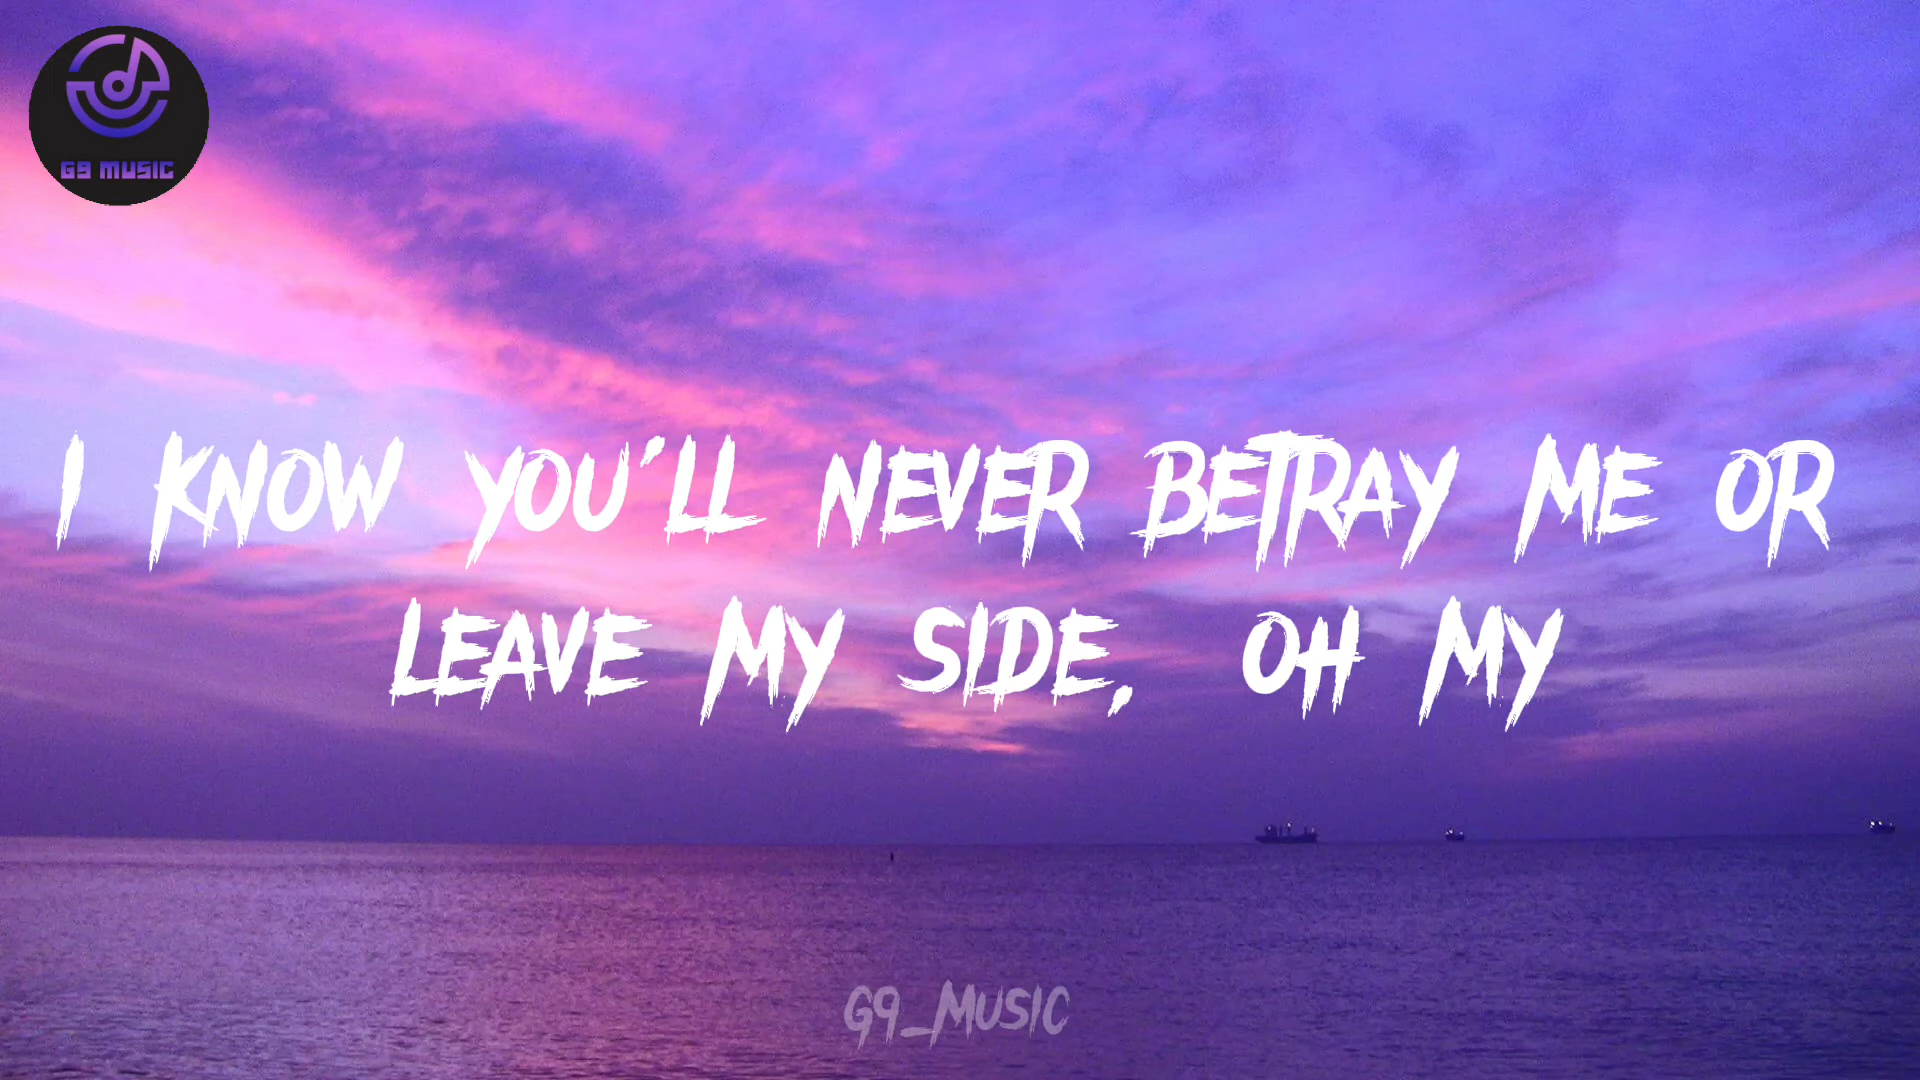 G9 MUSIC
I KNOW YOU'LL NEVER BETRAY ME OR
LEAVE MY SIDE, OH MY
G9_MUSIC